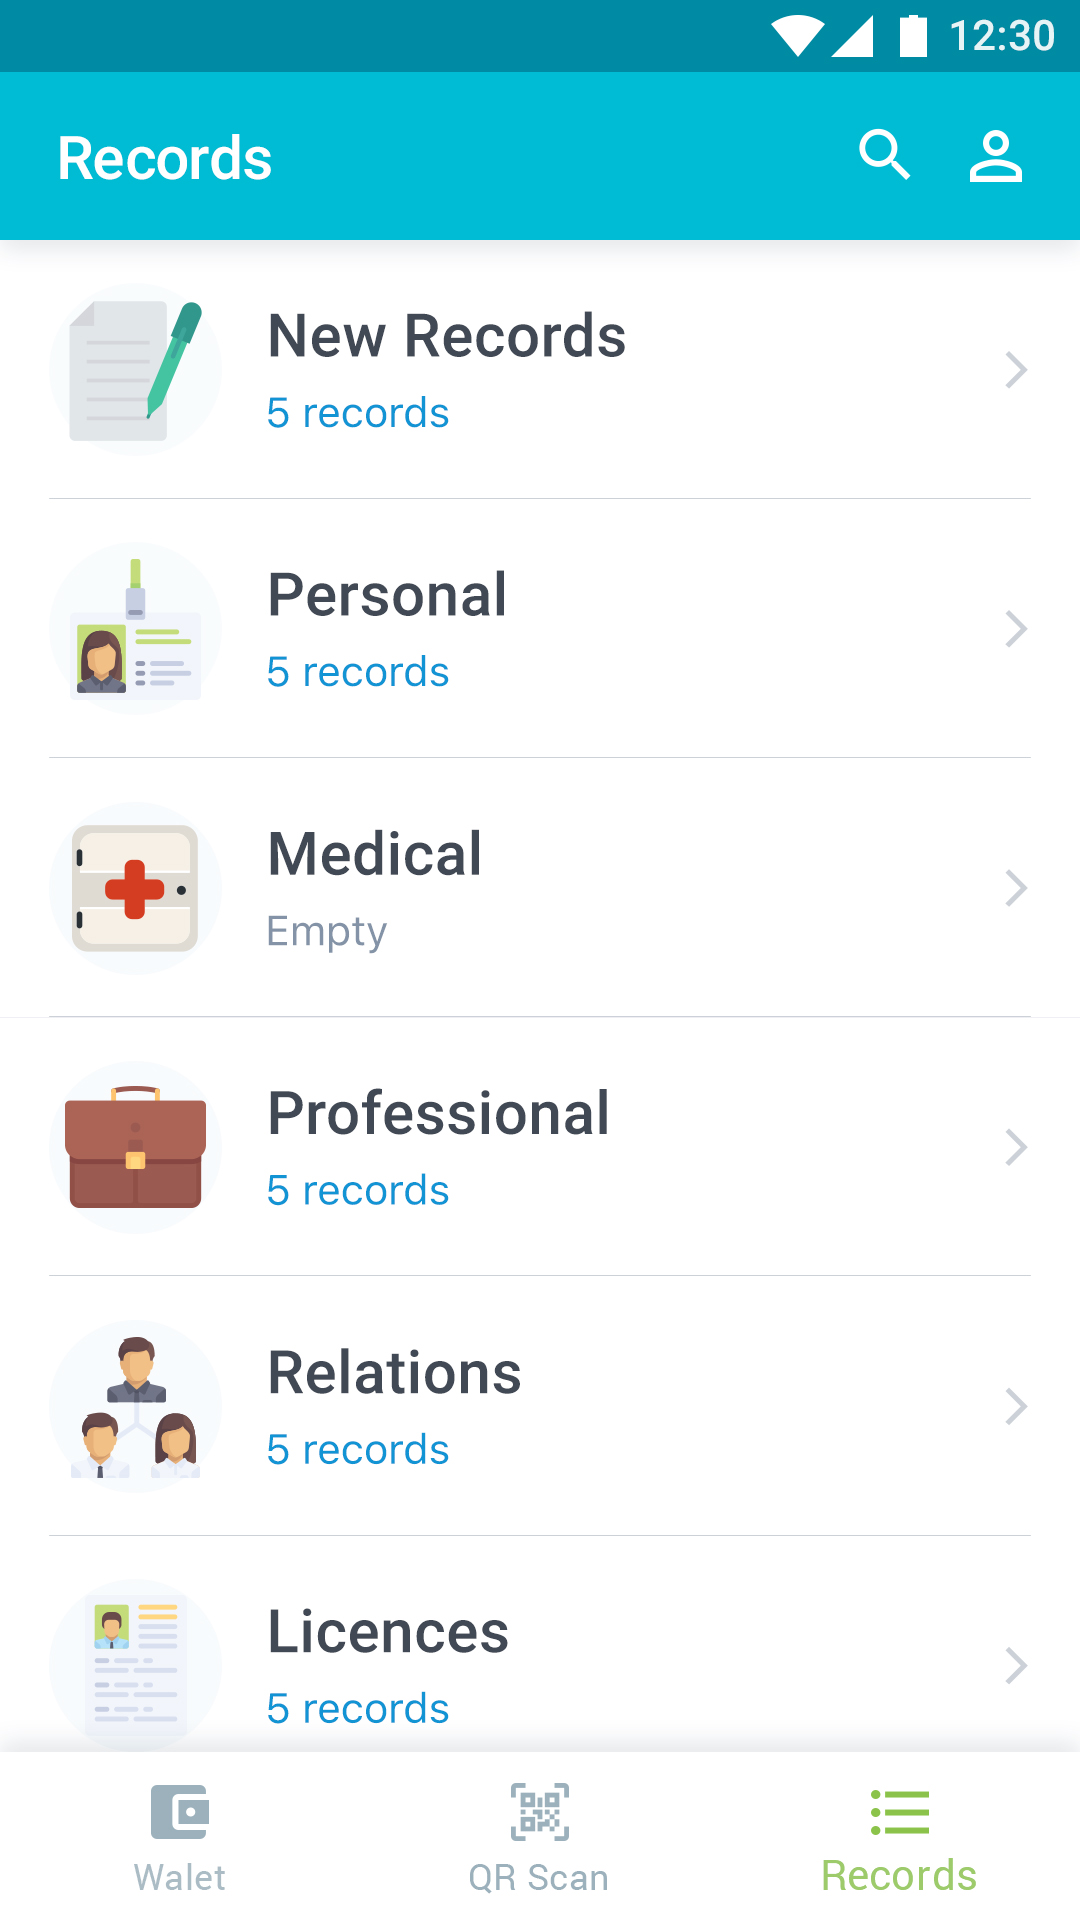 12:30
Records
New Records
5 records
Personal
5 records
Medical
Empty
Professional
5 records
Relations
5 records
Licences
5 records
Walet
QR Scan
Records